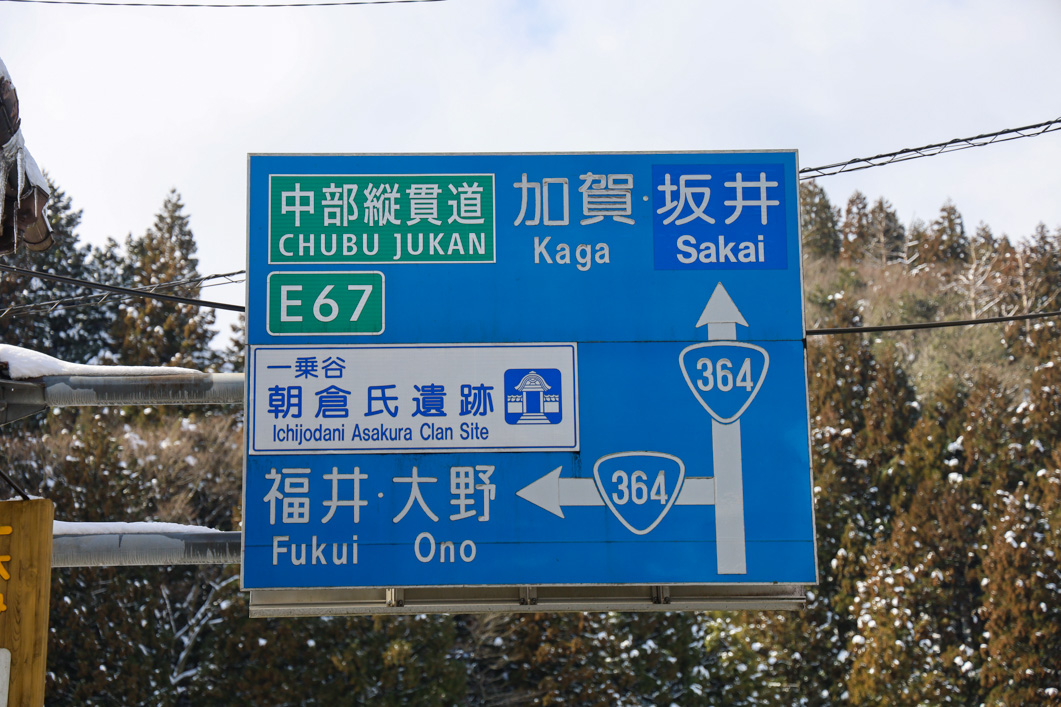 中部縦貫道
CHUBU JUKAN
E67
加賀・坂井
Kaga Sakai
364
一乗谷
朝倉氏遺跡
Ichijodani Asakura Clan Site
福井・大野
Fukui Ono
364